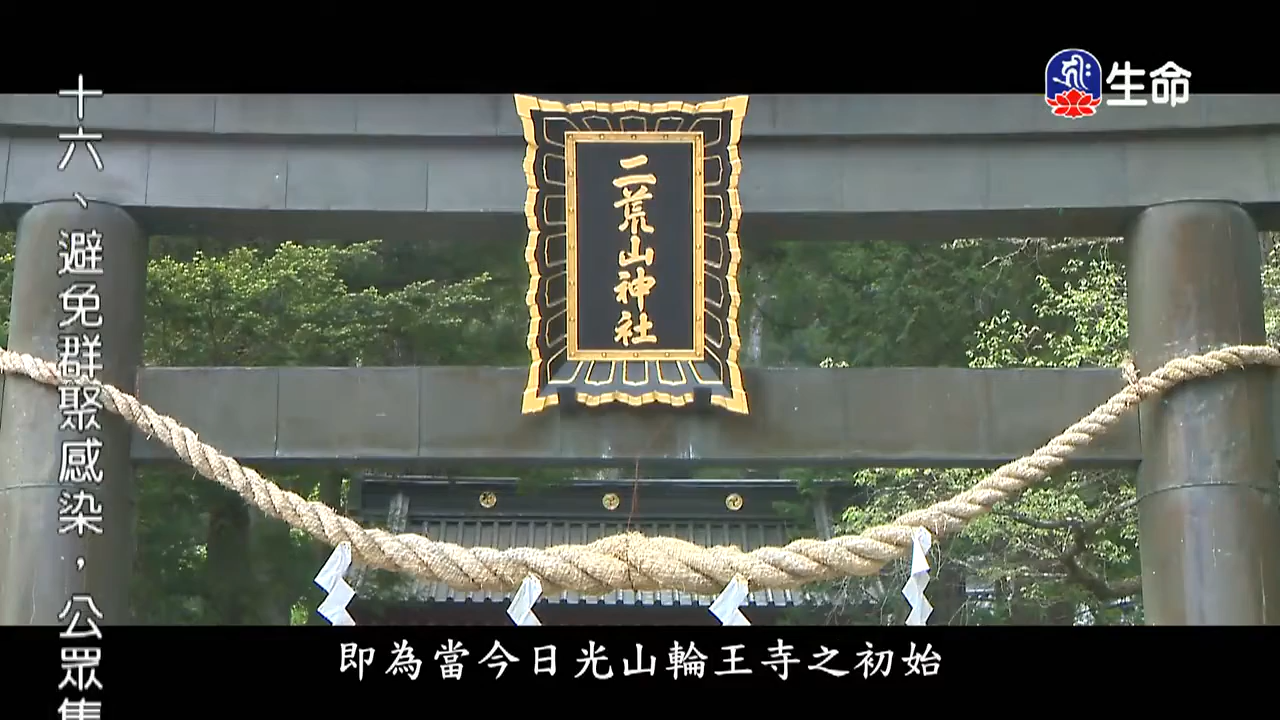 生命
二荒山神社
十六、避免群聚感染，公眾集
即為當今日光山輪王寺之初始